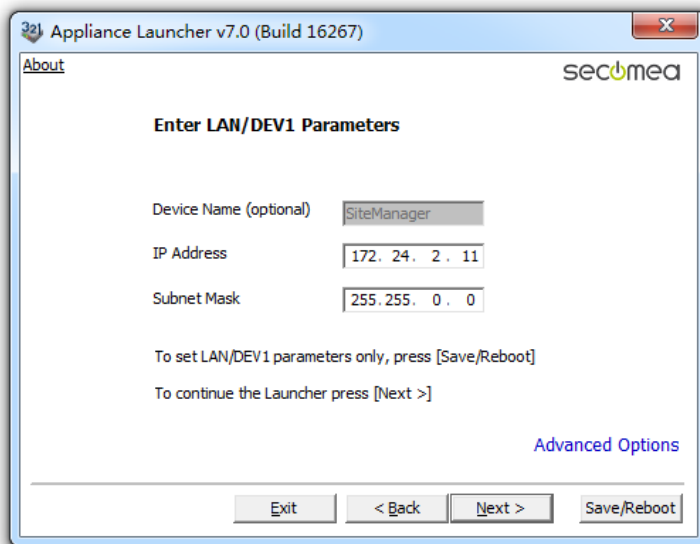 Appliance Launcher v7.0 (Build 16267)
About
secomea
Enter LAN/DEV1 Parameters
Device Name (optional) SiteManager
IP Address 172. 24. 2. 11
Subnet Mask 255.255. 0. 0
To set LAN/DEV1 parameters only, press [Save/Reboot]
To continue the Launcher press [Next >]
Advanced Options
Exit < Back Next > Save/Reboot